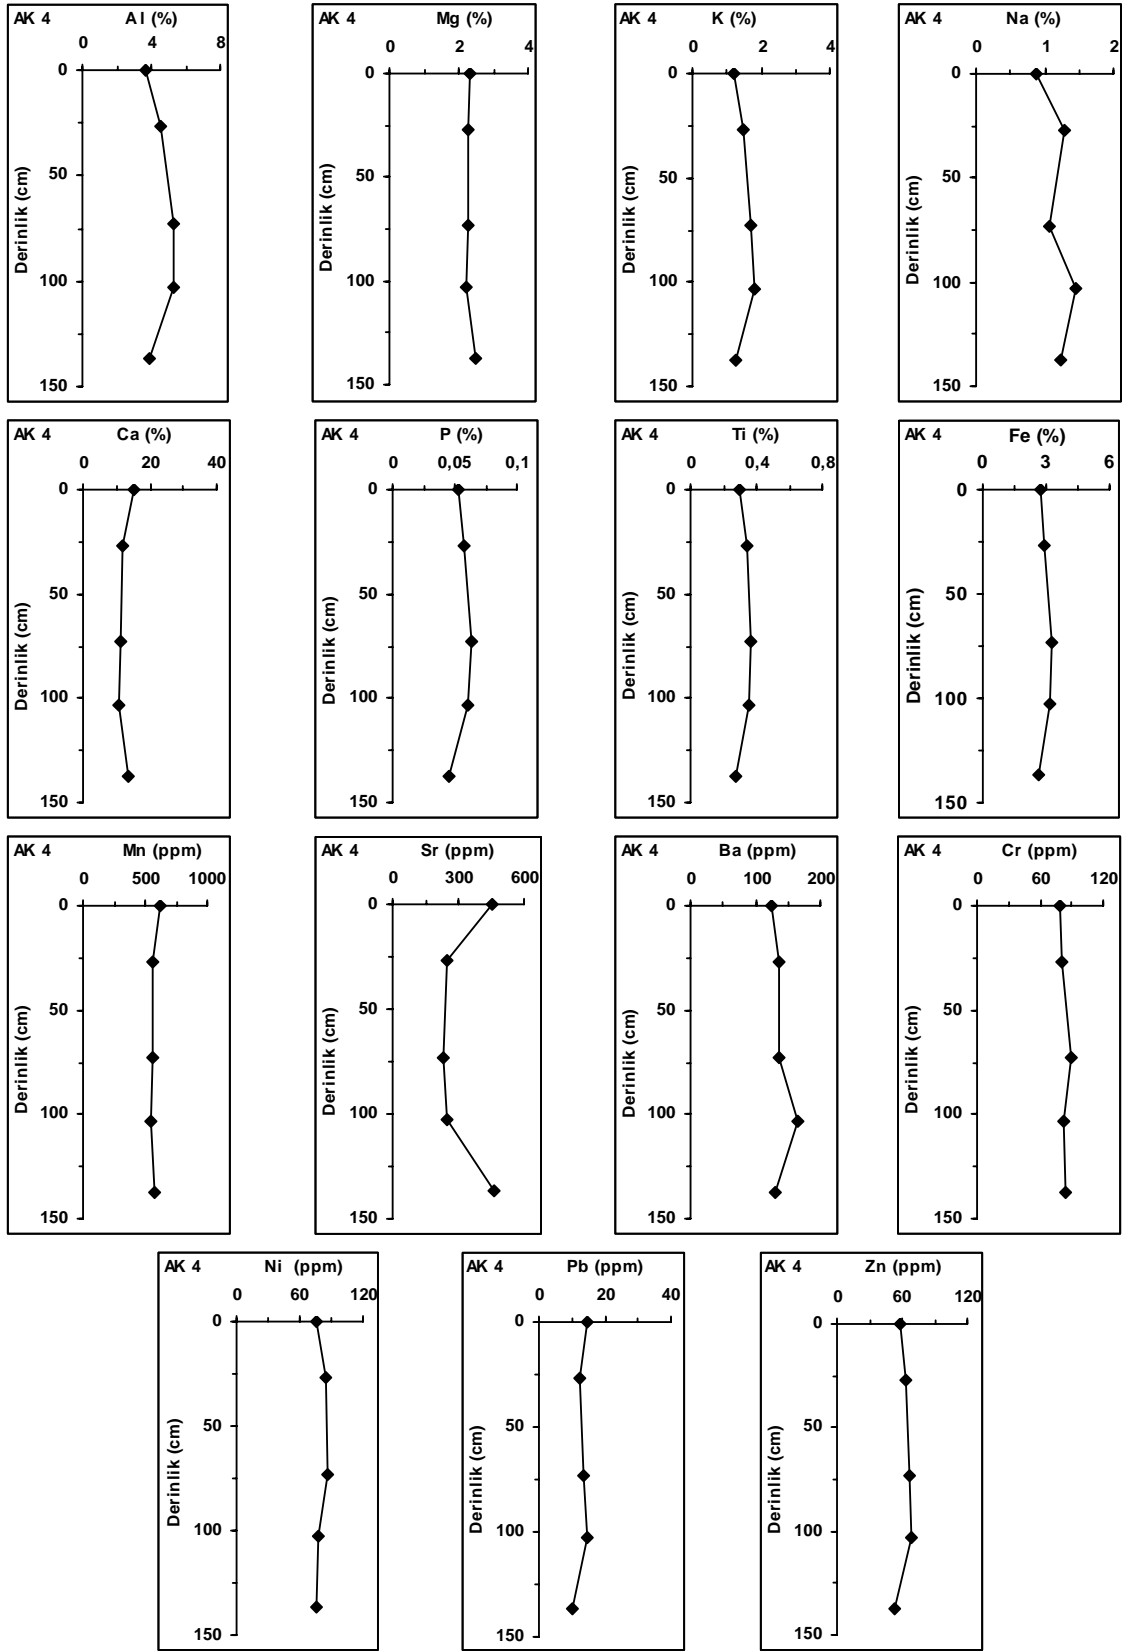 AK 4 Al (%)
0 4 8
0
50
100
150
Derinlik (cm)
AK 4 Mg (%)
0 2 4
0
50
100
150
Derinlik (cm)
AK 4 K (%)
0 2 4
0
50
100
150
Derinlik (cm)
AK 4 Na (%)
0 1 2
0
50
100
150
Derinlik (cm)
AK 4 Ca (%)
0 20 40
0
50
100
150
Derinlik (cm)
AK 4 P (%)
0 0,05 0,1
0
50
100
150
Derinlik (cm)
AK 4 Ti (%)
0 0,4 0,8
0
50
100
150
Derinlik (cm)
AK 4 Fe (%)
0 3 6
0
50
100
150
Derinlik (cm)
AK 4 Mn (ppm)
0 500 1000
0
50
100
150
Derinlik (cm)
AK 4 Sr (ppm)
0 300 600
0
50
100
150
Derinlik (cm)
AK 4 Ba (ppm)
0 100 200
0
50
100
150
Derinlik (cm)
AK 4 Cr (ppm)
0 60 120
0
50
100
150
Derinlik (cm)
AK 4 Ni (ppm)
0 60 120
0
50
100
150
Derinlik (cm)
AK 4 Pb (ppm)
0 20 40
0
50
100
150
Derinlik (cm)
AK 4 Zn (ppm)
0 60 120
0
50
100
150
Derinlik (cm)